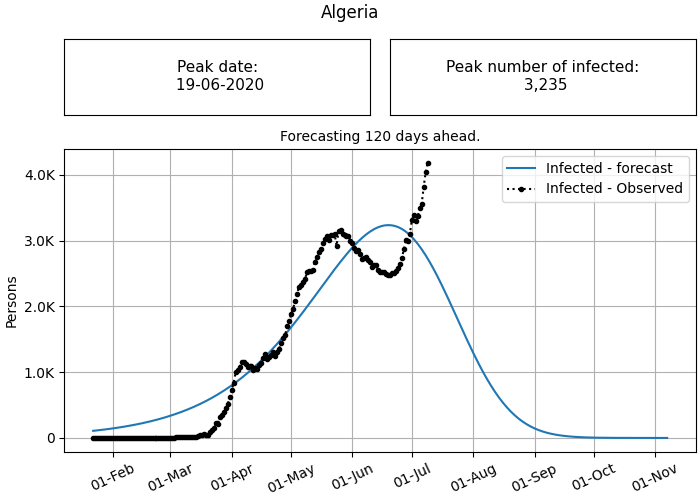 Algeria
Peak date:
19-06-2020
Peak number of infected:
3,235
Forecasting 120 days ahead.
Infected - forecast
Infected - Observed
4.0K
3.0K
2.0K
1.0K
0
Persons
01-Feb
01-Mar
01-Apr
01-May
01-Jun
01-Jul
01-Aug
01-Sep
01-Oct
01-Nov